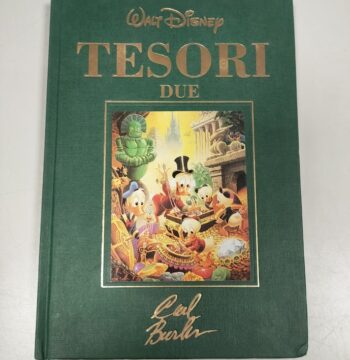 WALT DISNEY
TESORI
DUE
Carl
Barks